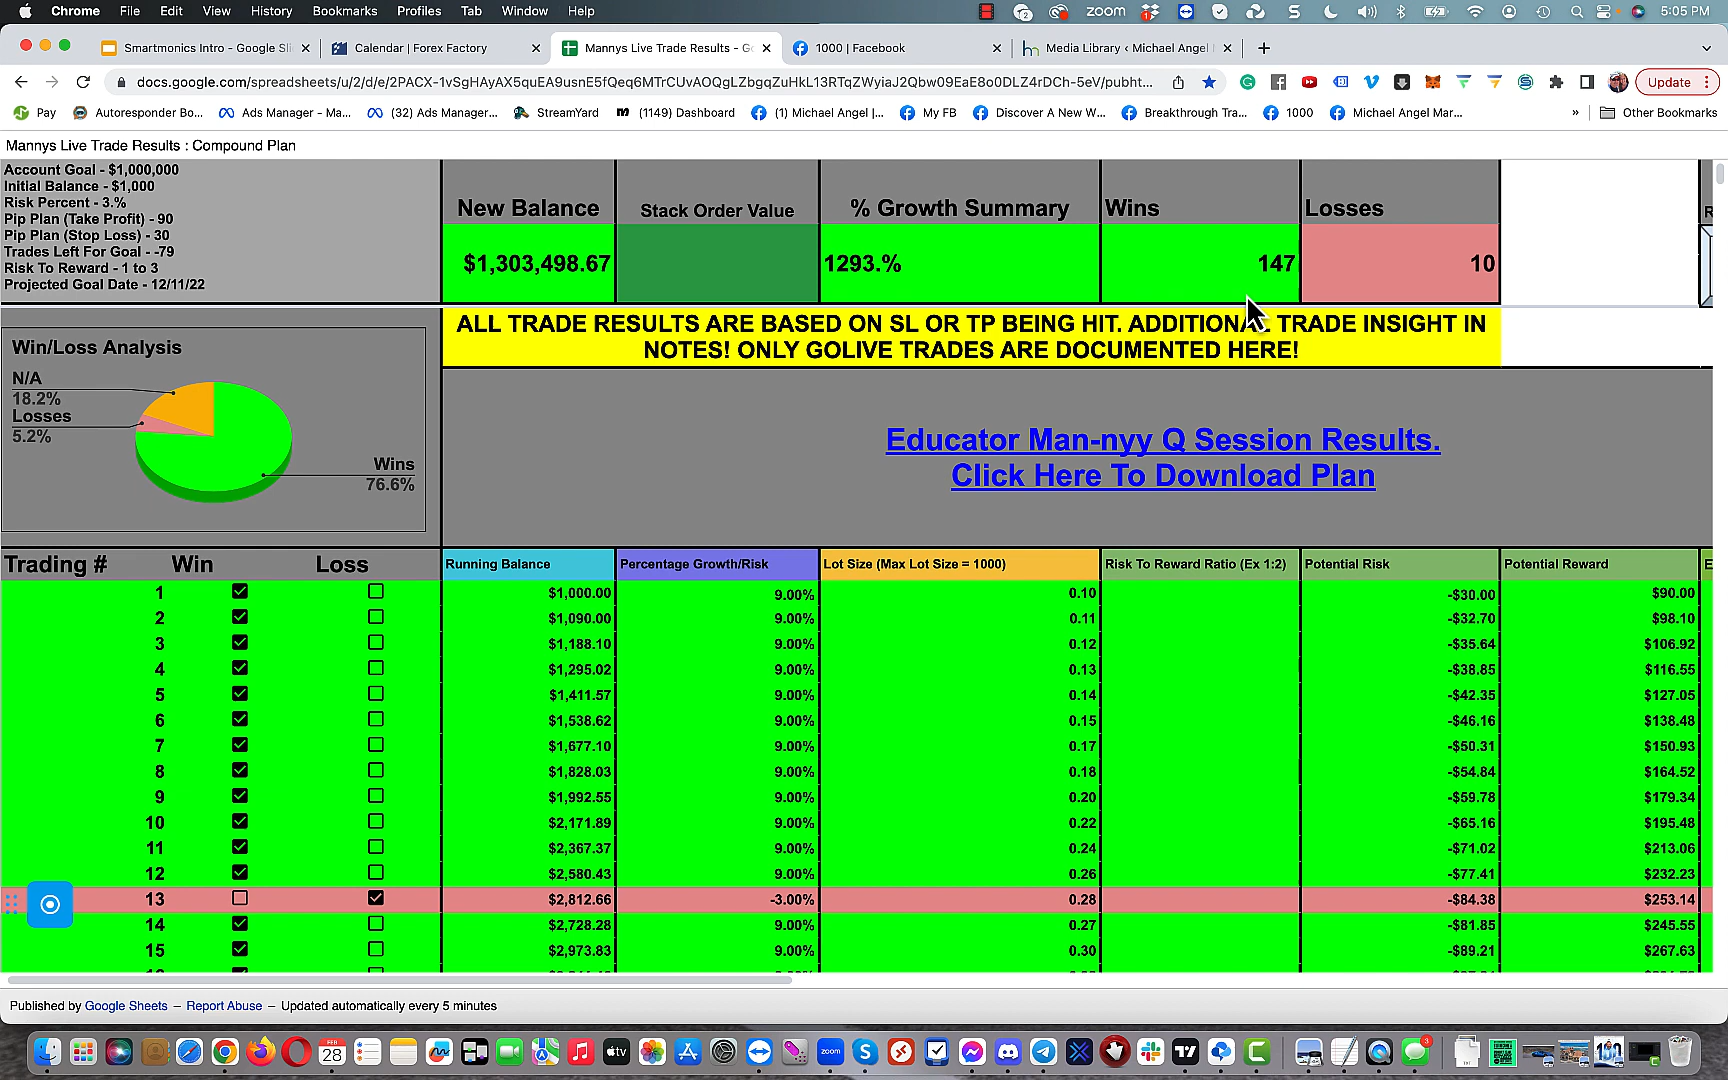 Chrome File Edit View History Bookmarks Profiles Tab Window Help zoom 5:05 PM
Smartmonics Intro - Google Sli
Calendar | Forex Factory
Mannys Live Trade Results - Go
1000 | Facebook
Media Library ‹ Michael Angel
docs.google.com/spreadsheets/u/2/d/e/2PACX-1vSgHAyAX5quEA9usnE5fQeq6MTrCUvAOQgLZbgqZuHkL13RTqZWyiaJ2Qbw09EaE8o0DLZ4rDCh-5eV/pubht...
Update
Pay
Autoresponder Bo...
Ads Manager - Ma...
(32) Ads Manager...
StreamYard
(1149) Dashboard
(1) Michael Angel |...
My FB
Discover A New W...
Breakthrough Tra...
1000
Michael Angel Mar...
»
Other Bookmarks
Mannys Live Trade Results : Compound Plan
Account Goal - $1,000,000
Initial Balance - $1,000
Risk Percent - 3.%
Pip Plan (Take Profit) - 90
Pip Plan (Stop Loss) - 30
Trades Left For Goal - -79
Risk To Reward - 1 to 3
Projected Goal Date - 12/11/22
New Balance Stack Order Value % Growth Summary Wins Losses
$1,303,498.67 1293.% 147 10
ALL TRADE RESULTS ARE BASED ON SL OR TP BEING HIT. TRADE INSIGHT IN
NOTES! ONLY GOLIVE TRADES ARE DOCUMENTED HERE!
Win/Loss Analysis
N/A
18.2%
Losses
5.2%
Wins
76.6%
Educator Man-nyy Q Session Results.
Click Here To Download Plan
Trading # Win Loss Running Balance Percentage Growth/Risk Lot Size (Max Lot Size = 1000) Risk To Reward Ratio (Ex 1:2) Potential Risk Potential Reward E
1 $1,000.00 9.00% 0.10 -$30.00 $90.00
2 $1,090.00 9.00% 0.11 -$32.70 $98.10
3 $1,188.10 9.00% 0.12 -$35.64 $106.92
4 $1,295.02 9.00% 0.13 -$38.85 $116.55
5 $1,411.57 9.00% 0.14 -$42.35 $127.05
6 $1,538.62 9.00% 0.15 -$46.16 $138.48
7 $1,677.10 9.00% 0.17 -$50.31 $150.93
8 $1,828.03 9.00% 0.18 -$54.84 $164.52
9 $1,992.55 9.00% 0.20 -$59.78 $179.34
10 $2,171.89 9.00% 0.22 -$65.16 $195.48
11 $2,367.37 9.00% 0.24 -$71.02 $213.06
12 $2,580.43 9.00% 0.26 -$77.41 $232.23
13 $2,812.66 -3.00% 0.28 -$84.38 $253.14
14 $2,728.28 9.00% 0.27 -$81.85 $245.55
15 $2,973.83 9.00% 0.30 -$89.21 $267.63
Published by Google Sheets – Report Abuse – Updated automatically every 5 minutes
FEB
28
tv
zoom
3